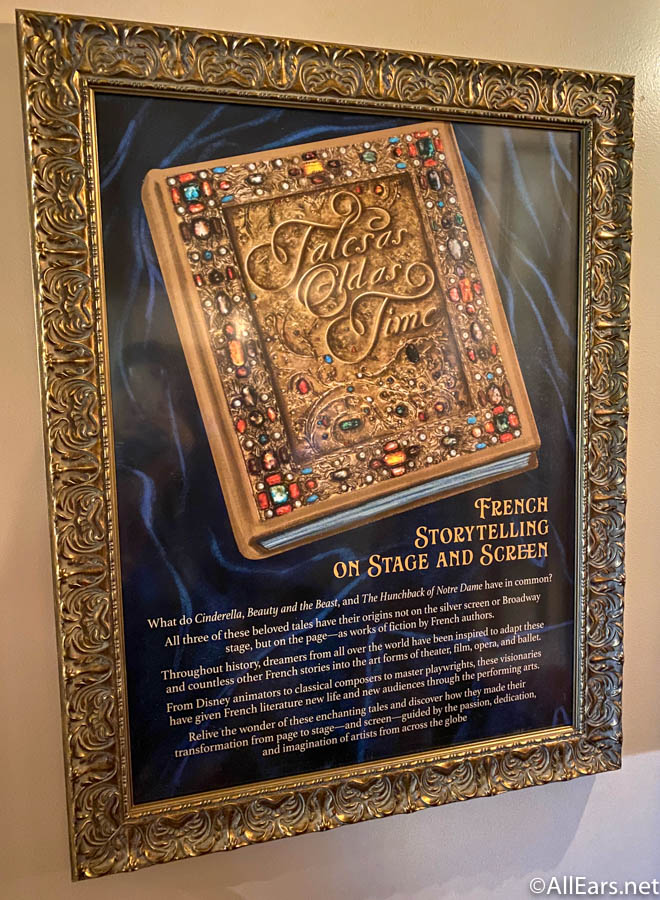 Tales as
Old as
Time
French
Storytelling
on Stage and Screen
What do Cinderella, Beauty and the Beast, and The Hunchback of Notre Dame have in common?
All three of these beloved tales have their origins not on the silver screen or Broadway
stage, but on the page—as works of fiction by French authors.
Throughout history, dreamers from all over the world have been inspired to adapt these
and countless other French stories into the art forms of theater, film, opera, and ballet.
From Disney animators to classical composers to master playwrights, these visionaries
have given French literature new life and new audiences through the performing arts.
Relive the wonder of these enchanting tales and discover how they made their
transformation from page to stage—and screen—guided by the passion, dedication,
and imagination of artists from across the globe
©AllEars.net